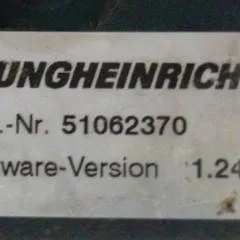 UNGHEINRICH
.-Nr. 51062370
ware-Version 1.24